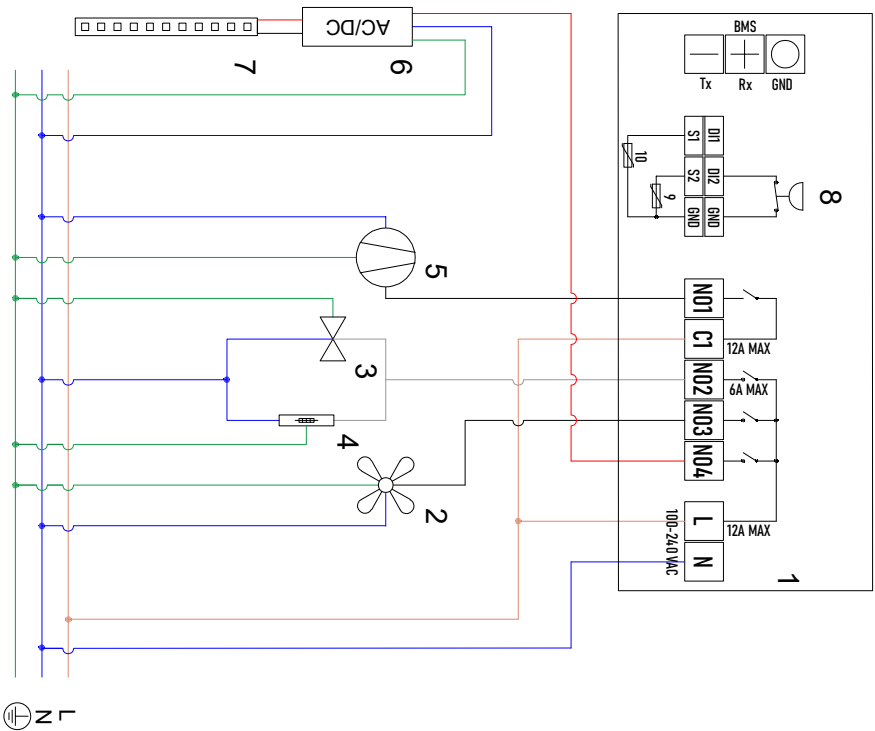 AC/DC
6
7
BMS
Tx Rx GND
S1 DI1
S2 DI2
GND GND
10
9
8
5
NO1
C1
12A MAX
3
NO2
6A MAX
NO3
4
NO4
2
L
12A MAX
N
100-240 VAC
1
L
N